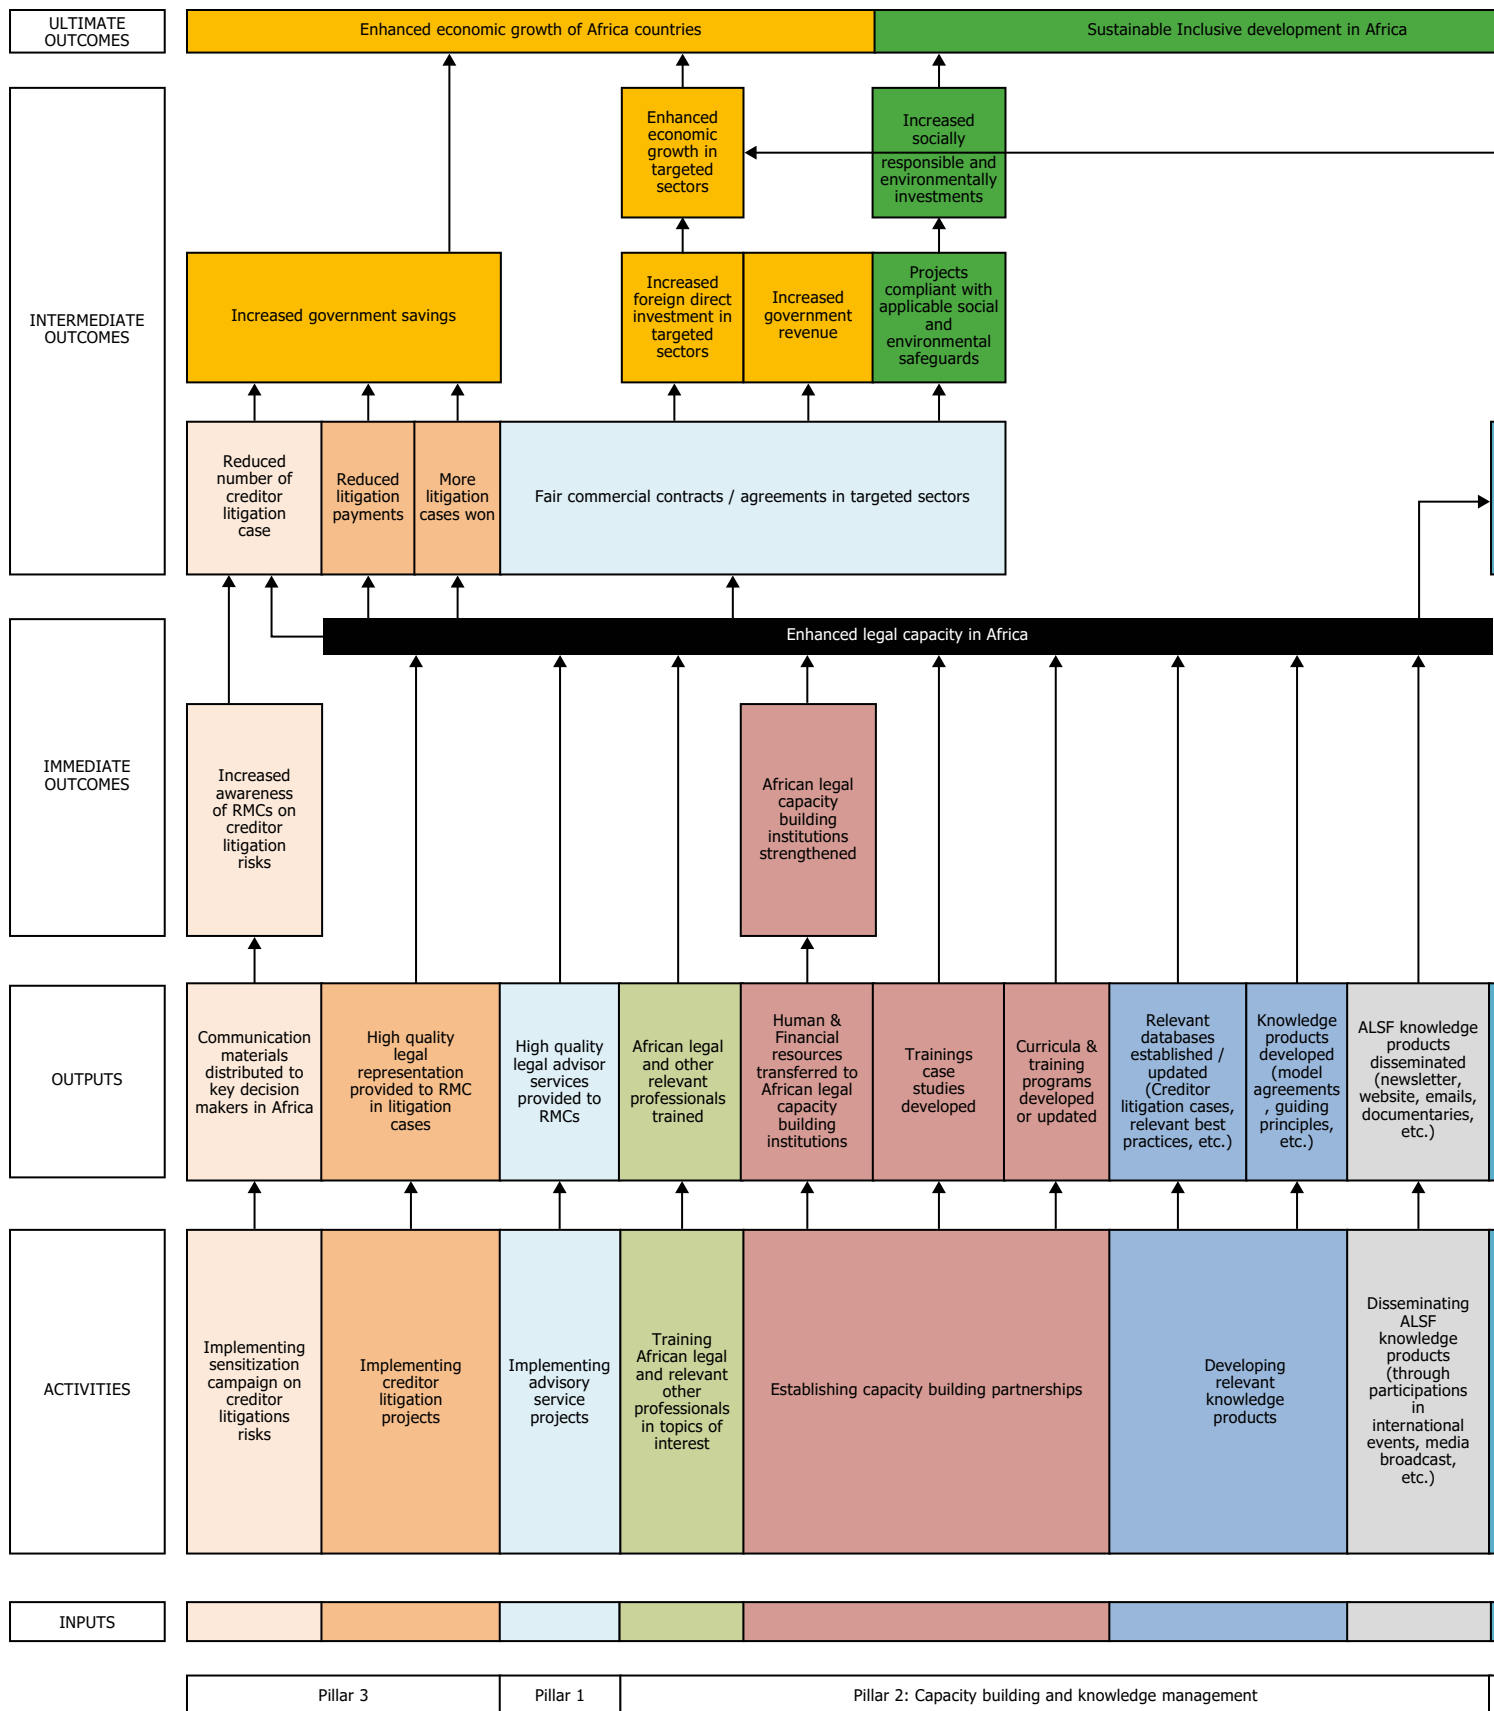 ULTIMATE
OUTCOMES
Enhanced economic growth of Africa countries
Sustainable Inclusive development in Africa
INTERMEDIATE
OUTCOMES
Enhanced
economic
growth in
targeted
sectors
Increased
socially
responsible and
environmentally
investments
Increased government savings
Increased
foreign direct
investment in
targeted
sectors
Increased
government
revenue
Projects
compliant with
applicable social
and
environmental
safeguards
Reduced
number of
creditor
litigation
case
Reduced
litigation
payments
More
litigation
cases won
Fair commercial contracts / agreements in targeted sectors
Enhanced legal capacity in Africa
IMMEDIATE
OUTCOMES
Increased
awareness
of RMCs on
creditor
litigation
risks
African legal
capacity
building
institutions
strengthened
OUTPUTS
Communication
materials
distributed to
key decision
makers in Africa
High quality
legal
representation
provided to RMC
in litigation
cases
High quality
legal advisor
services
provided to
RMCs
African legal
and other
relevant
professionals
trained
Human &
Financial
resources
transferred to
African legal
capacity
building
institutions
Trainings
case
studies
developed
Curricula &
training
programs
developed
or updated
Relevant
databases
established /
updated
(Creditor
litigation cases,
relevant best
practices, etc.)
Knowledge
products
developed
(model
agreements
, guiding
principles,
etc.)
ALSF knowledge
products
disseminated
(newsletter,
website, emails,
documentaries,
etc.)
ACTIVITIES
Implementing
sensitization
campaign on
creditor
litigations
risks
Implementing
creditor
litigation
projects
Implementing
advisory
service
projects
Training
African legal
and relevant
other
professionals
in topics of
interest
Establishing capacity building partnerships
Developing
relevant
knowledge
products
Disseminating
ALSF
knowledge
products
(through
participations
in
international
events, media
broadcast,
etc.)
INPUTS
Pillar 3
Pillar 1
Pillar 2: Capacity building and knowledge management